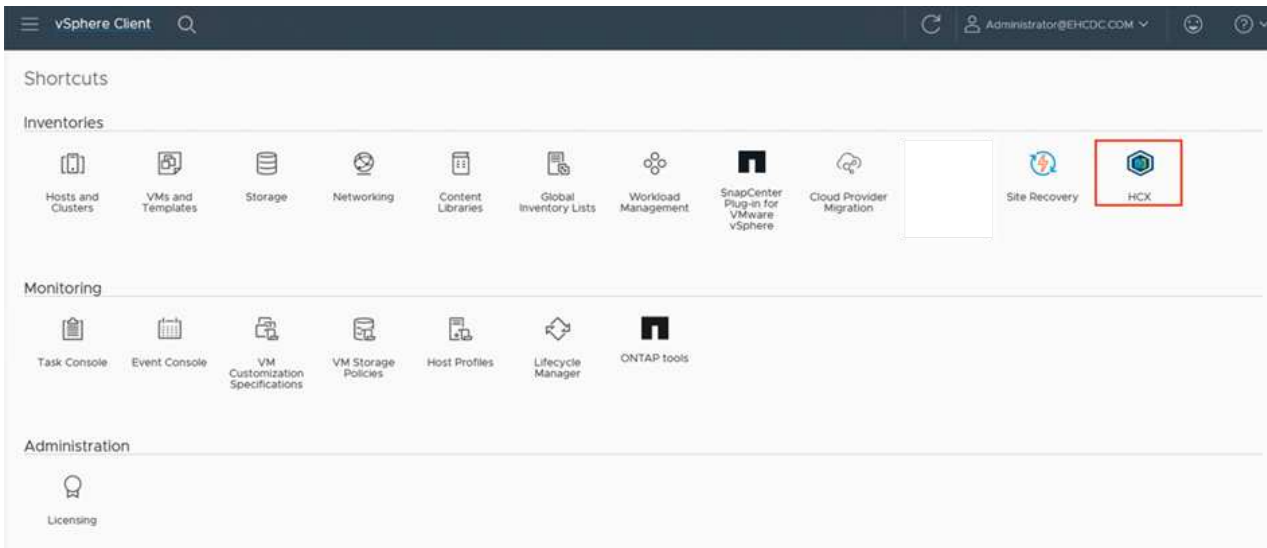 vSphere Client
Administrator@EHCDC.COM
Shortcuts
Inventories
Hosts and Clusters
VMs and Templates
Storage
Networking
Content Libraries
Global Inventory Lists
Workload Management
SnapCenter Plug-in for VMware vSphere
Cloud Provider Migration
Site Recovery
HCX
Monitoring
Task Console
Event Console
VM Customization Specifications
VM Storage Policies
Host Profiles
Lifecycle Manager
ONTAP tools
Administration
Licensing